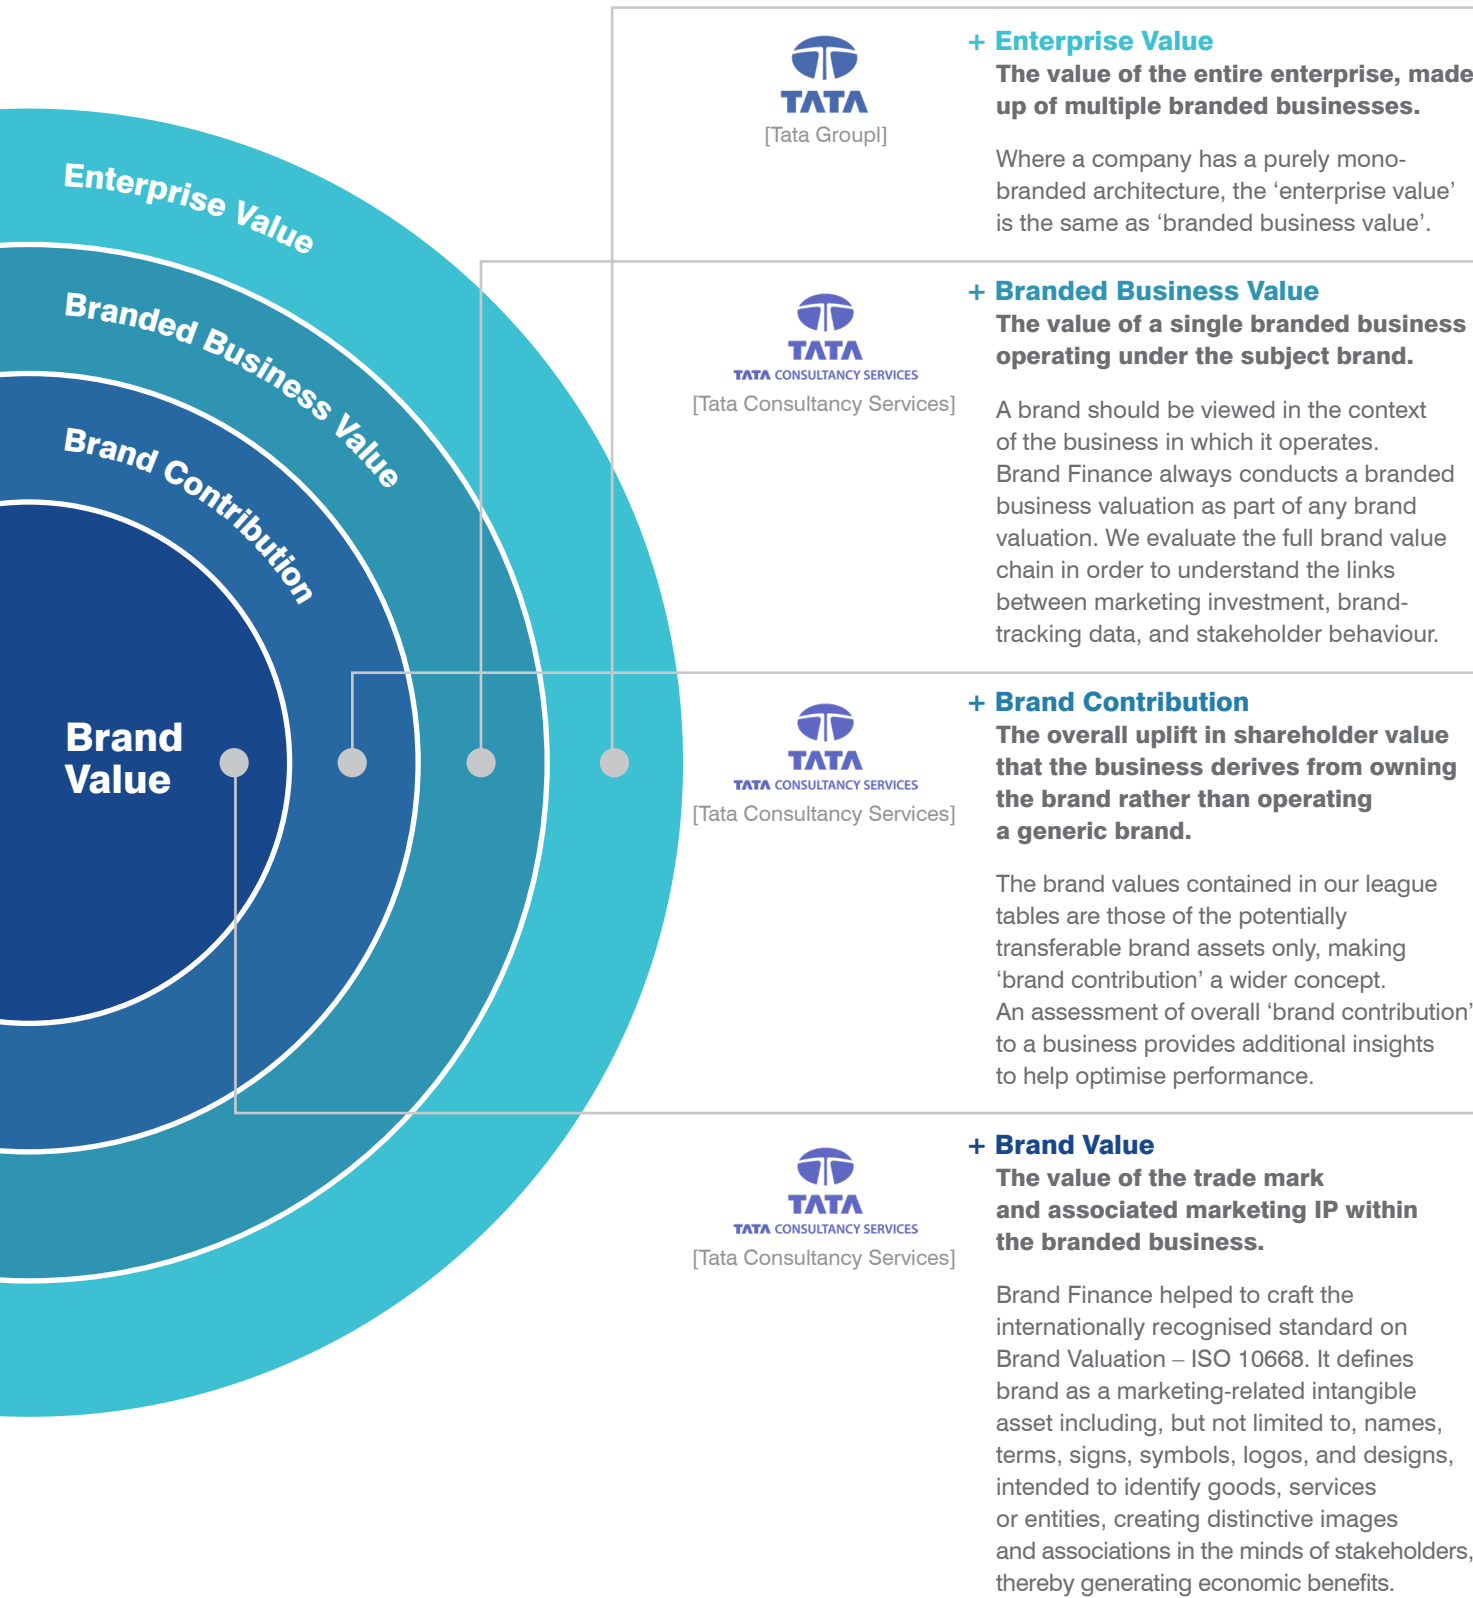 Enterprise Value
Branded Business Value
Brand Contribution
Brand
Value
TATA
[Tata Groupl]
+ Enterprise Value
The value of the entire enterprise, made
up of multiple branded businesses.
Where a company has a purely mono-
branded architecture, the ‘enterprise value’
is the same as ‘branded business value’.
TATA
TATA CONSULTANCY SERVICES
[Tata Consultancy Services]
+ Branded Business Value
The value of a single branded business
operating under the subject brand.
A brand should be viewed in the context
of the business in which it operates.
Brand Finance always conducts a branded
business valuation as part of any brand
valuation. We evaluate the full brand value
chain in order to understand the links
between marketing investment, brand-
tracking data, and stakeholder behaviour.
TATA
TATA CONSULTANCY SERVICES
[Tata Consultancy Services]
+ Brand Contribution
The overall uplift in shareholder value
that the business derives from owning
the brand rather than operating
a generic brand.
The brand values contained in our league
tables are those of the potentially
transferable brand assets only, making
‘brand contribution’ a wider concept.
An assessment of overall ‘brand contribution’
to a business provides additional insights
to help optimise performance.
TATA
TATA CONSULTANCY SERVICES
[Tata Consultancy Services]
+ Brand Value
The value of the trade mark
and associated marketing IP within
the branded business.
Brand Finance helped to craft the
internationally recognised standard on
Brand Valuation – ISO 10668. It defines
brand as a marketing-related intangible
asset including, but not limited to, names,
terms, signs, symbols, logos, and designs,
intended to identify goods, services
or entities, creating distinctive images
and associations in the minds of stakeholders,
thereby generating economic benefits.